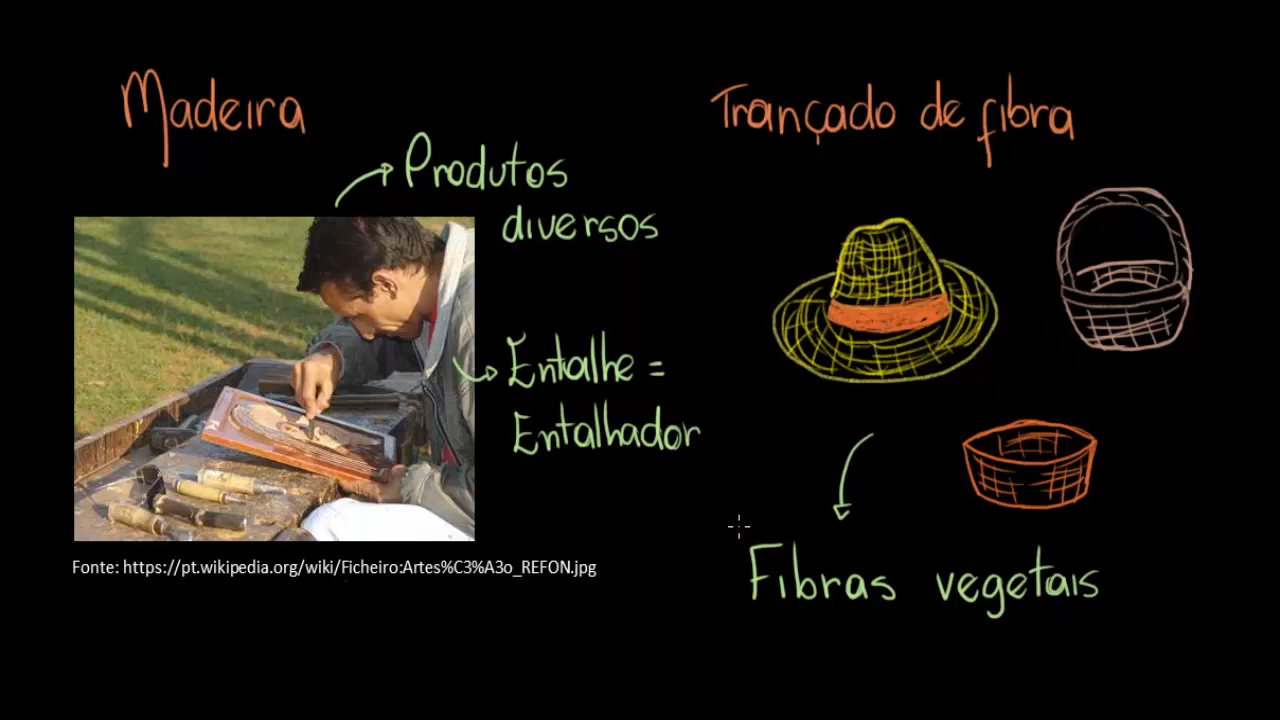 Madeira
Produtos
diversos
Entalhe =
Entalhador
Fonte: https://pt.wikipedia.org/wiki/Ficheiro:Artes%C3%A3o_REFON.jpg
Trançado de fibra
Fibras vegetais